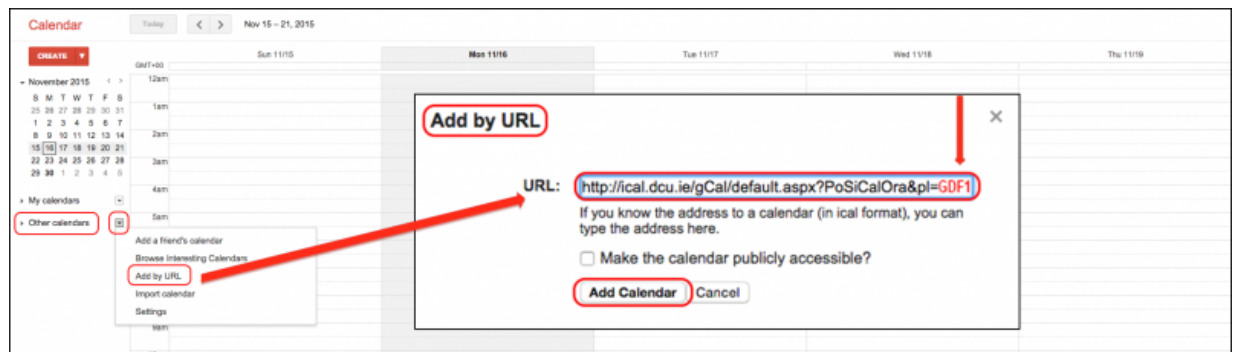 Calendar
Today
Nov 15 – 21, 2015
CREATE
GMT+00
Sun 11/15
Mon 11/16
Tue 11/17
Wed 11/18
Thu 11/19
November 2015
S M T W T F S
25 26 27 28 29 30 31
1 2 3 4 5 6 7
8 9 10 11 12 13 14
15 16 17 18 19 20 21
22 23 24 25 26 27 28
29 30 1 2 3 4 5
My calendars
Other calendars
12am
1am
2am
3am
4am
5am
9am
Add a friend's calendar
Browse Interesting Calendars
Add by URL
Import calendar
Settings
Add by URL
×
URL: http://ical.dcu.ie/gCal/default.aspx?PoSiCalOra&pl=GDF1
If you know the address to a calendar (in ical format), you can
type the address here.
Make the calendar publicly accessible?
Add Calendar Cancel